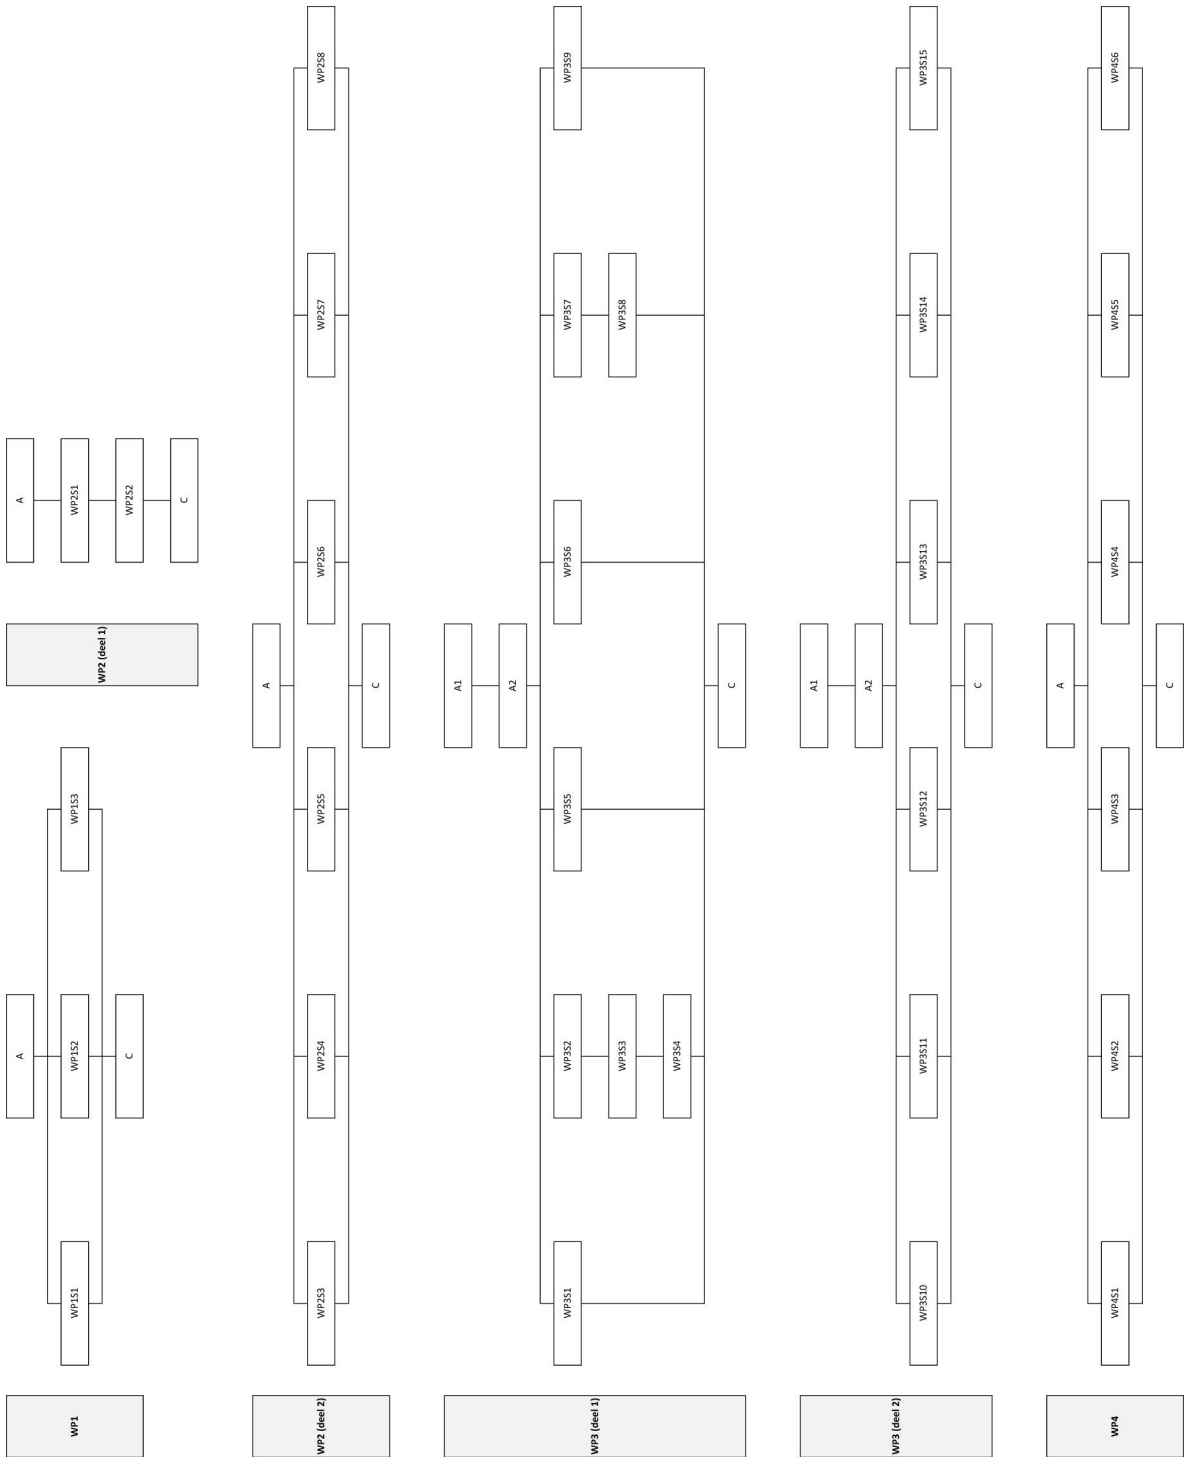 WP1
A
WP1S1
WP1S2
WP1S3
C
WP2 (deel 1)
A
WP2S1
WP2S2
C
WP2 (deel 2)
A
WP2S3
WP2S4
WP2S5
WP2S6
WP2S7
WP2S8
C
WP3 (deel 1)
A1
A2
WP3S1
WP3S2
WP3S5
WP3S6
WP3S7
WP3S9
WP3S3
WP3S8
WP3S4
C
WP3 (deel 2)
A1
A2
WP3S10
WP3S11
WP3S12
WP3S13
WP3S14
WP3S15
C
WP4
A
WP4S1
WP4S2
WP4S3
WP4S4
WP4S5
WP4S6
C